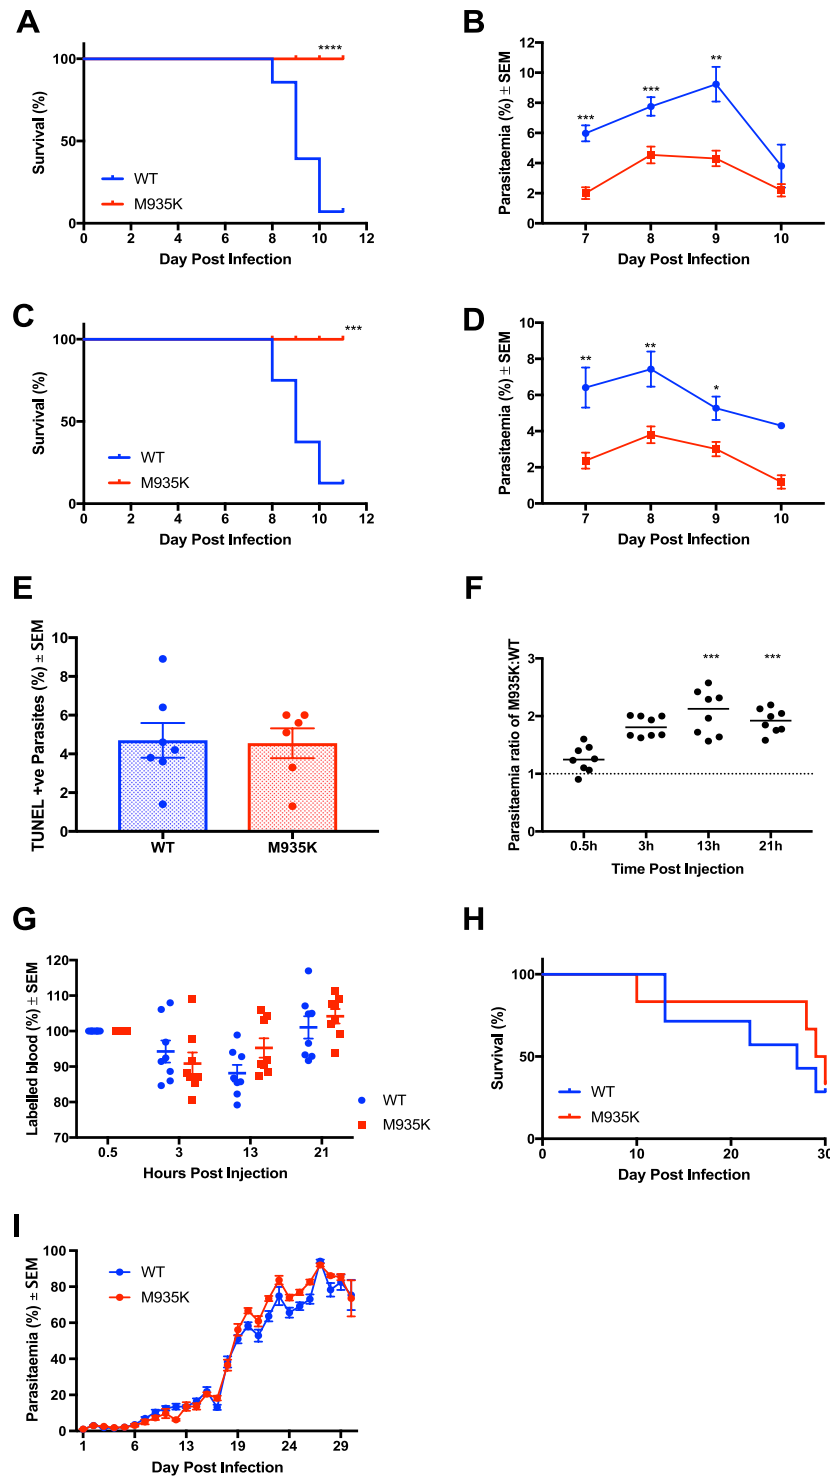 A
100
50
0
Survival (%)
****
WT
M935K
0 2 4 6 8 10 12
Day Post Infection
B
12
10
8
6
4
2
0
Parasitaemia (%) ± SEM
***
***
**
7 8 9 10
Day Post Infection
C
100
50
0
Survival (%)
***
WT
M935K
0 2 4 6 8 10 12
Day Post Infection
D
10
8
6
4
2
0
Parasitaemia (%) ± SEM
**
**
*
7 8 9 10
Day Post Infection
E
10
8
6
4
2
0
TUNEL +ve Parasites (%) ± SEM
WT M935K
F
3
2
1
0
Parasitaemia ratio of M935K:WT
*** ***
0.5h 3h 13h 21h
Time Post Injection
G
120
110
100
90
80
70
Labelled blood (%) ± SEM
0.5 3 13 21
Hours Post Injection
WT
M935K
H
100
50
0
Survival (%)
WT
M935K
0 10 20 30
Day Post Infection
I
100
80
60
40
20
0
Parasitaemia (%) ± SEM
WT
M935K
1 6 13 19 24 29
Day Post Infection